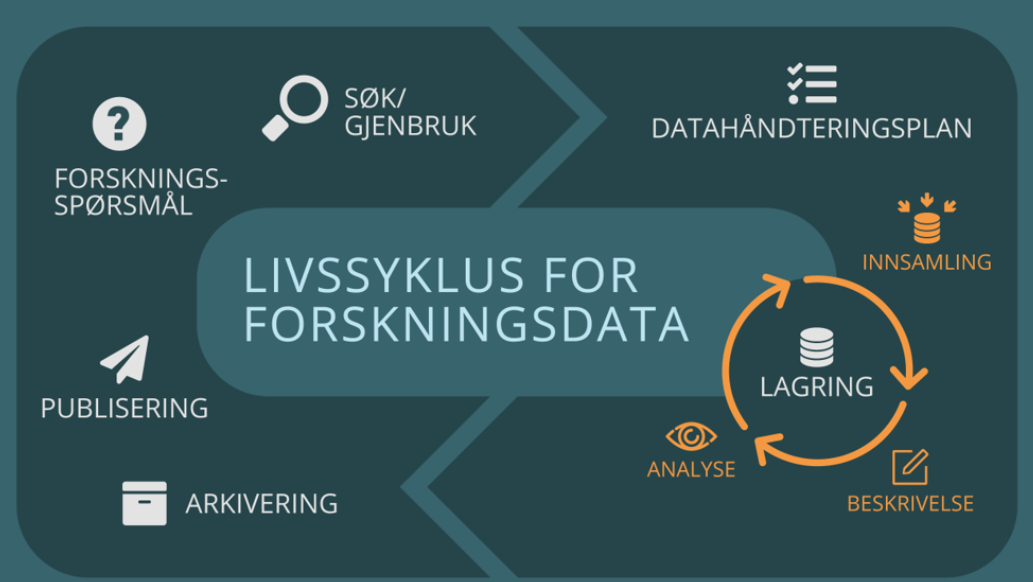 SØK/
GJENBRUK
DATAHÅNDTERINGSPLAN
FORSKNINGS-
SPØRSMÅL
INNSAMLING
LIVSSYKLUS FOR
FORSKNINGSDATA
LAGRING
PUBLISERING
ANALYSE
BESKRIVELSE
ARKIVERING